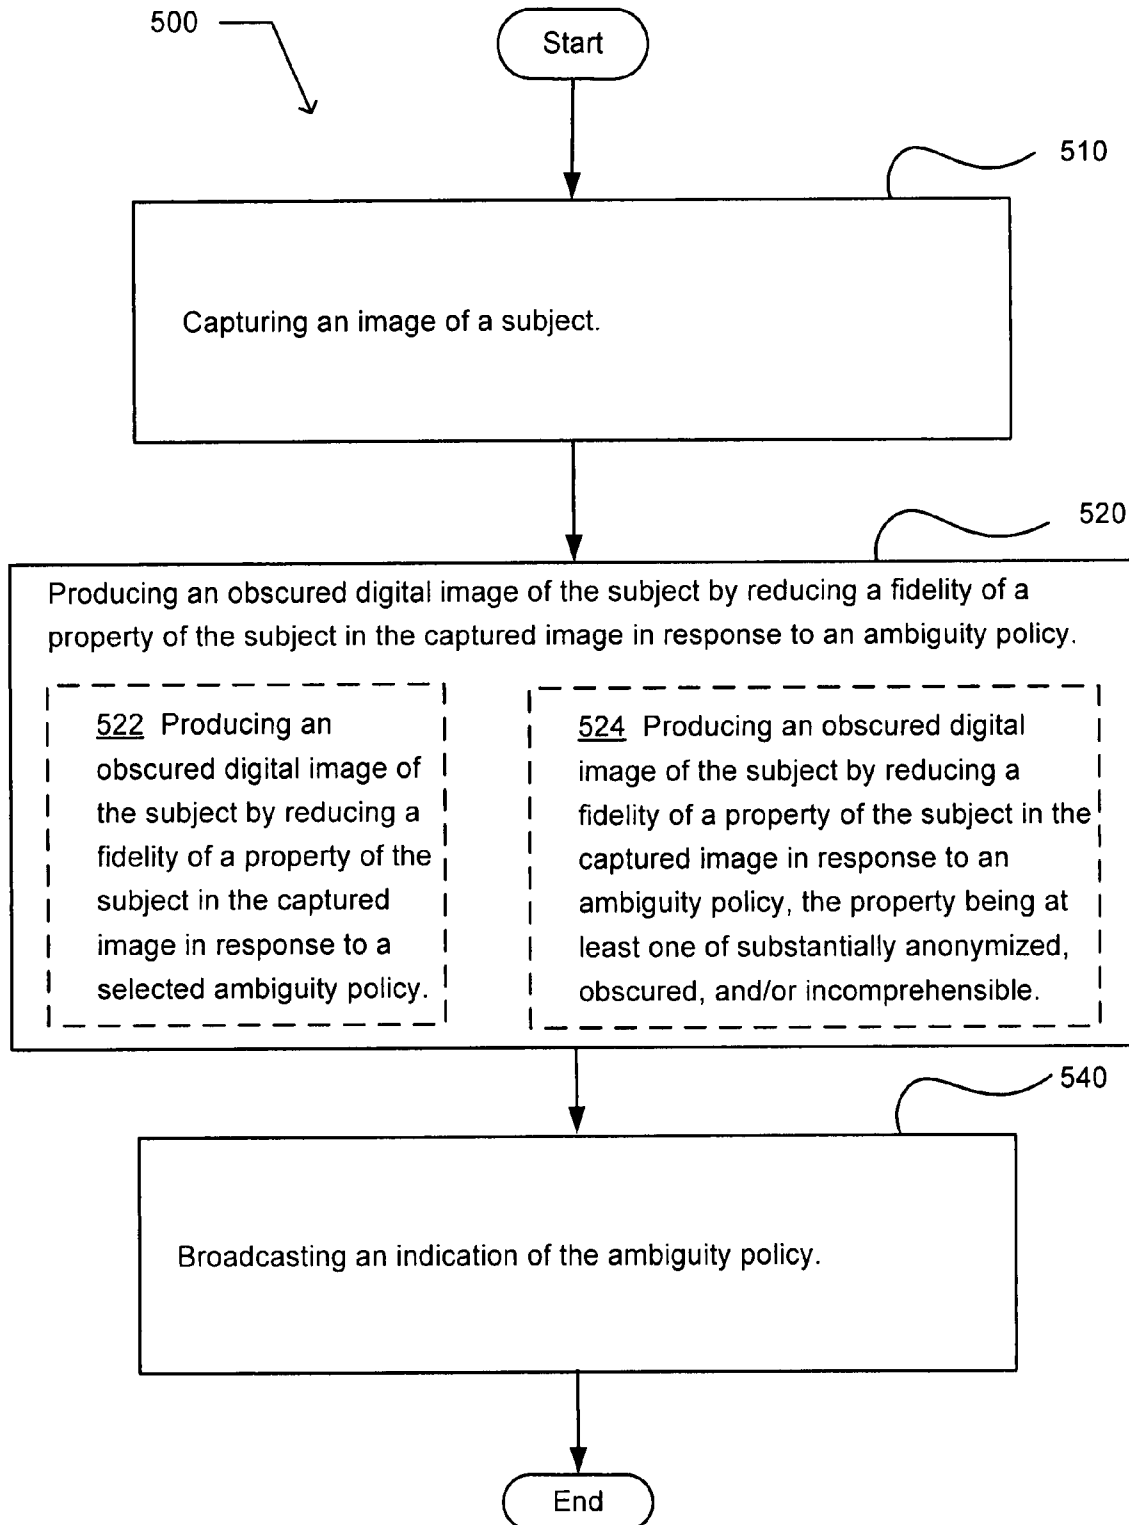 500
Start
510
Capturing an image of a subject.
520
Producing an obscured digital image of the subject by reducing a fidelity of a
property of the subject in the captured image in response to an ambiguity policy.
522 Producing an
obscured digital image of
the subject by reducing a
fidelity of a property of the
subject in the captured
image in response to a
selected ambiguity policy.
524 Producing an obscured digital
image of the subject by reducing a
fidelity of a property of the subject in the
captured image in response to an
ambiguity policy, the property being at
least one of substantially anonymized,
obscured, and/or incomprehensible.
540
Broadcasting an indication of the ambiguity policy.
End